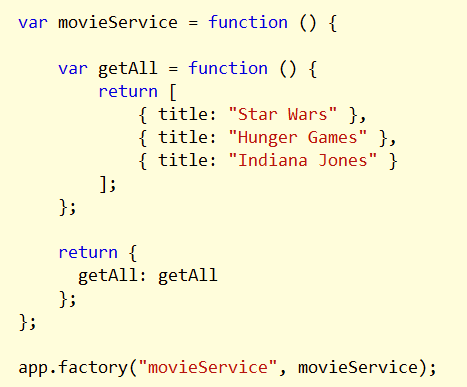 var movieService = function () {
    var getAll = function () {
        return [
            { title: "Star Wars" },
            { title: "Hunger Games" },
            { title: "Indiana Jones" }
        ];
    };
    return {
      getAll: getAll
    };
};
app.factory("movieService", movieService);